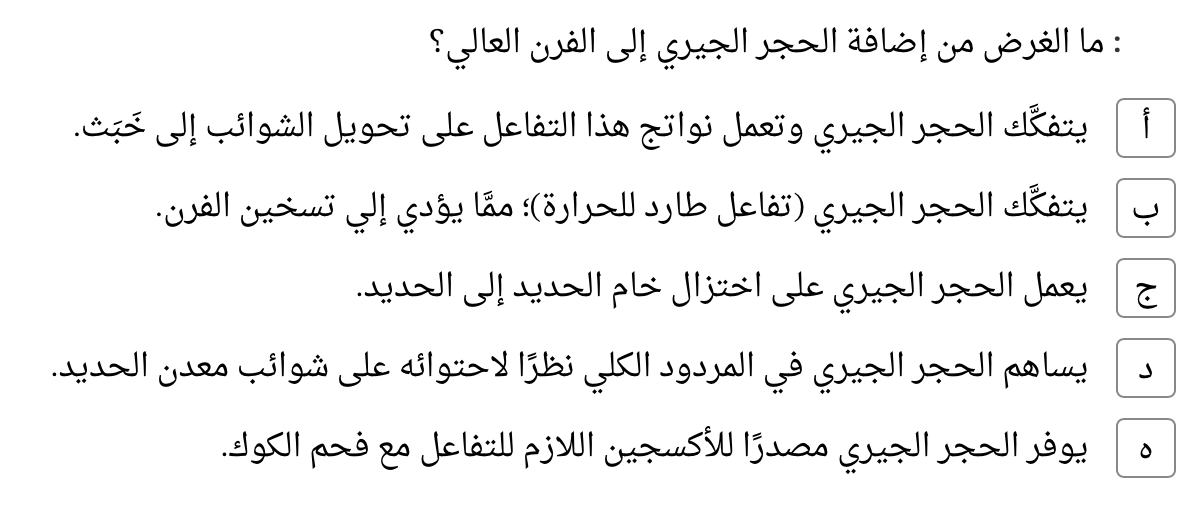 : ما الغرض من إضافة الحجر الجيري إلى الفرن العالي؟
أ يتفكَّك الحجر الجيري وتعمل نواتج هذا التفاعل على تحويل الشوائب إلى خَبَث.
ب يتفكَّك الحجر الجيري (تفاعل طارد للحرارة)؛ ممَّا يؤدي إلي تسخين الفرن.
ج يعمل الحجر الجيري على اختزال خام الحديد إلى الحديد.
د يساهم الحجر الجيري في المردود الكلي نظرًا لاحتوائه على شوائب معدن الحديد.
ه يوفر الحجر الجيري مصدرًا للأكسجين اللازم للتفاعل مع فحم الكوك.